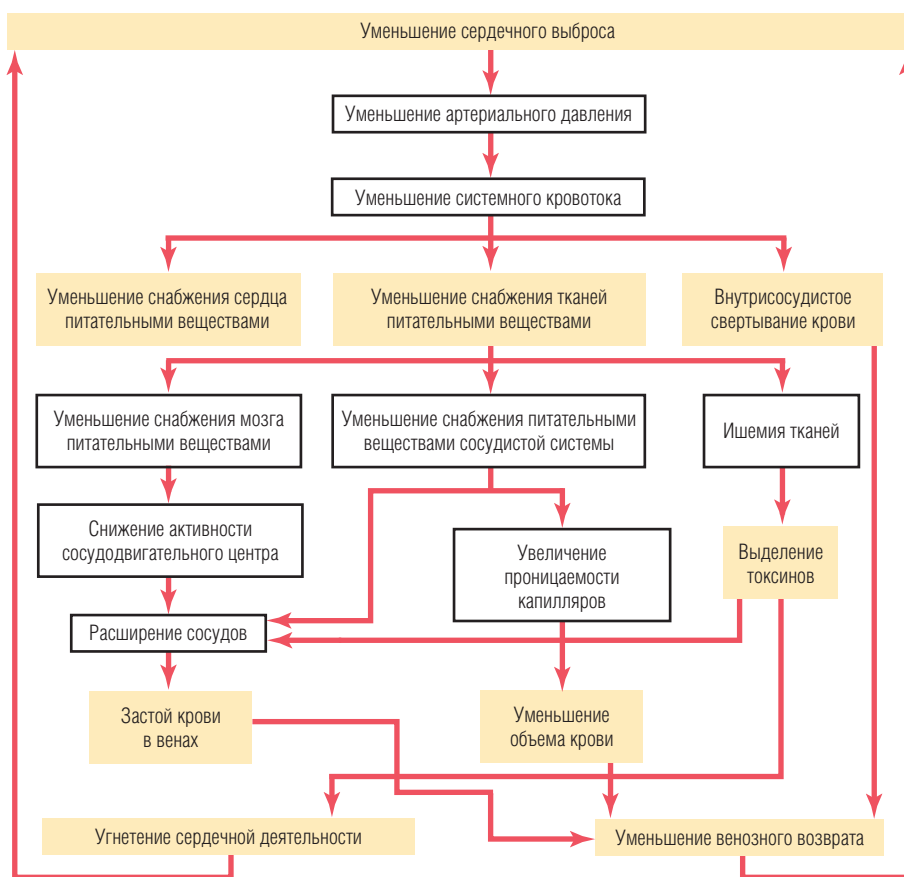 Уменьшение сердечного выброса
Уменьшение артериального давления
Уменьшение системного кровотока
Уменьшение снабжения сердца
питательными веществами
Уменьшение снабжения тканей
питательными веществами
Внутрисосудистое
свертывание крови
Уменьшение снабжения мозга
питательными веществами
Уменьшение снабжения питательными
веществами сосудистой системы
Ишемия тканей
Снижение активности
сосудодвигательного центра
Увеличение
проницаемости
капилляров
Выделение
токсинов
Расширение сосудов
Застой крови
в венах
Уменьшение
объема крови
Угнетение сердечной деятельности
Уменьшение венозного возврата